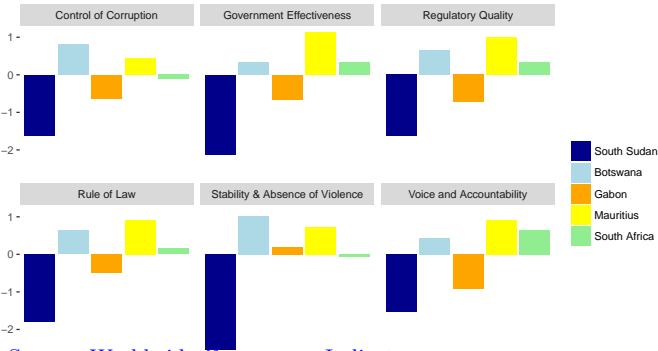 Control of Corruption
Government Effectiveness
Regulatory Quality
1
0
−1
−2
South Sudan
Botswana
Gabon
Mauritius
South Africa
Rule of Law
Stability & Absence of Violence
Voice and Accountability
1
0
−1
−2